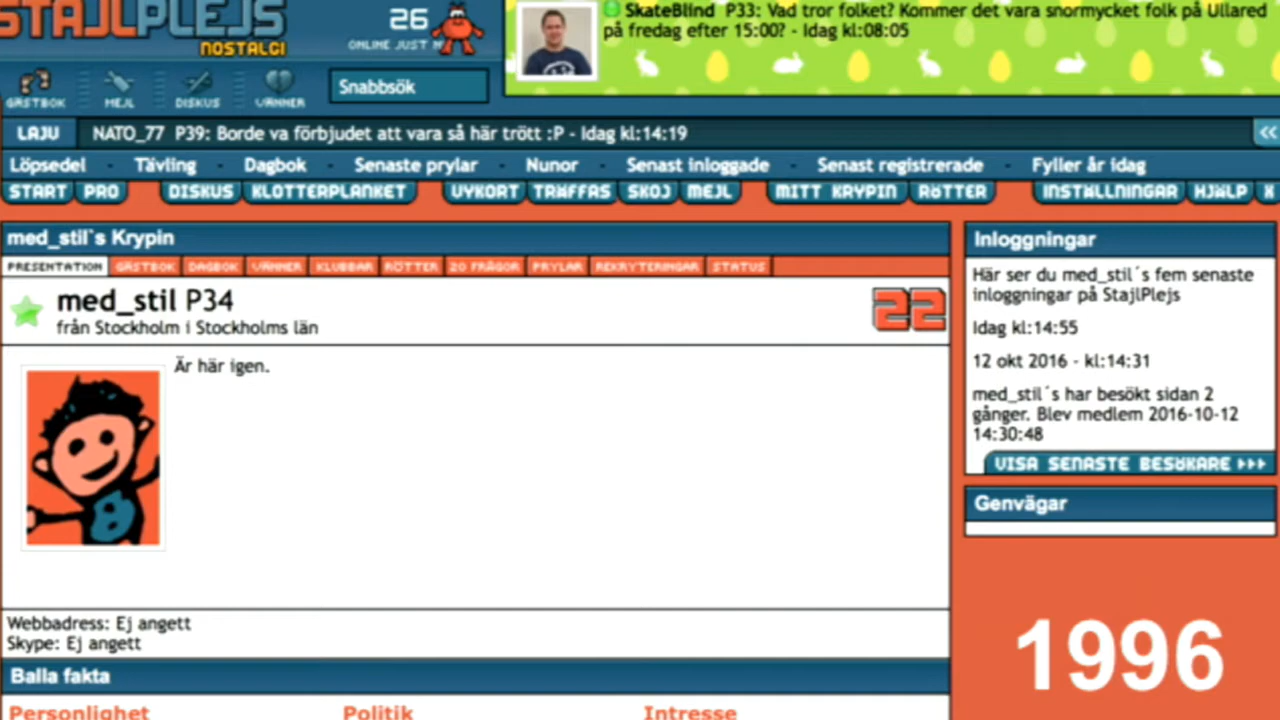 STAJLPLEJS
NOSTALGI
26
ONLINE JUST
SkateBlind P33: Vad tror folket? Kommer det vara snormycket folk på Ullared
på fredag efter 15:00? - Idag kl:08:05
GÄSTBOK MEJL DISKUS VÄNNER
Snabbsök
LAJV NATO_77 P39: Borde va förbjudet att vara så här trött :P - Idag kl:14:19
Löpsedel - Tävling - Dagbok - Senaste prylar - Nunor - Senast inloggade - Senast registrerade - Fyller år idag
START PRO DISKUS KLOTTERPLANKET VYKORT TRÄFFAS SKOJ MEJL MITT KRYPIN RÖTTER INSTÄLLNINGAR HJÄLP X
med_stil`s Krypin
PRESENTATION GÄSTBOK DAGBOK VÄNNER KLUBBAR RÖTTER 20 FRÅGOR PRYLAR REKRYTERINGAR STATUS
med_stil P34
från Stockholm i Stockholms län
22
Är här igen.
Webbadress: Ej angett
Skype: Ej angett
Balla fakta
Personlighet Politik Intresse
Inloggningar
Här ser du med_stil´s fem senaste
inloggningar på StajlPlejs
Idag kl:14:55
12 okt 2016 - kl:14:31
med_stil´s har besökt sidan 2
gånger. Blev medlem 2016-10-12
14:30:48
VISA SENASTE BESÖKARE
Genvägar
1996